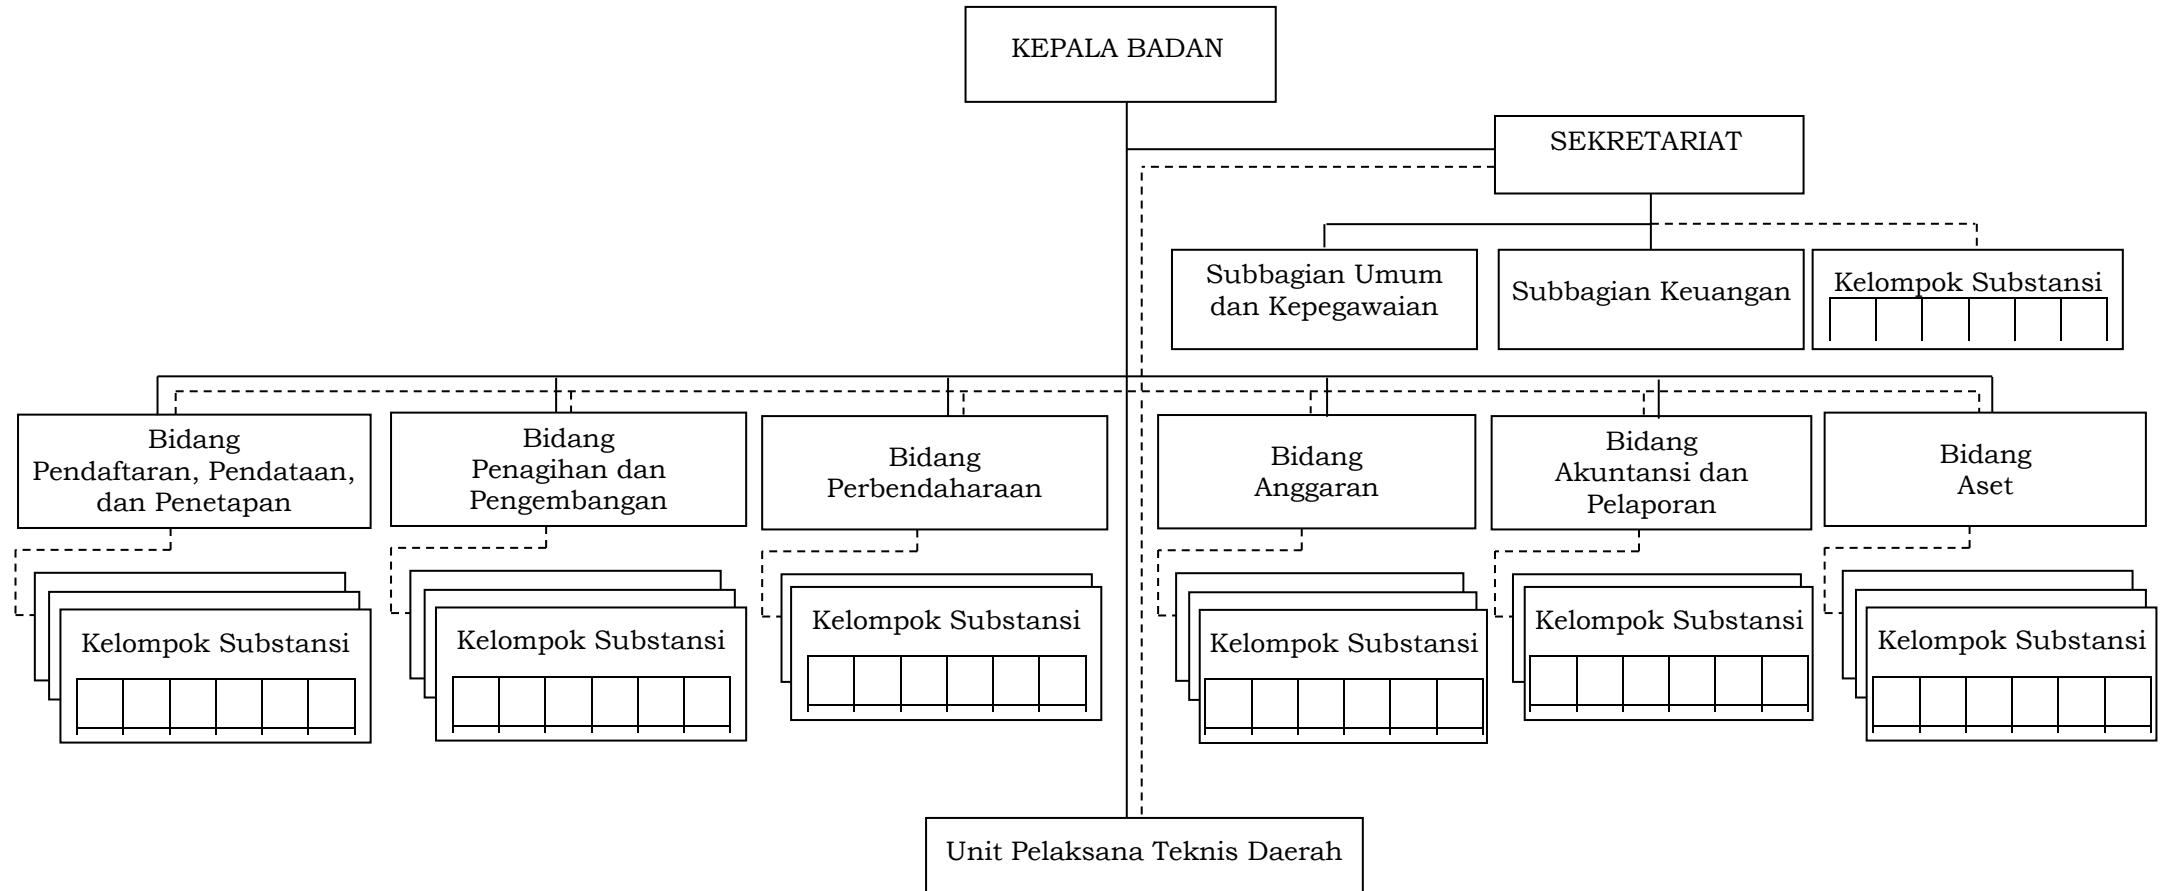 KEPALA BADAN
SEKRETARIAT
Subbagian Umum
dan Kepegawaian
Subbagian Keuangan
Kelompok Substansi
Bidang
Pendaftaran, Pendataan,
dan Penetapan
Bidang
Penagihan dan
Pengembangan
Bidang
Perbendaharaan
Bidang
Anggaran
Bidang
Akuntansi dan
Pelaporan
Bidang
Aset
Kelompok Substansi
Kelompok Substansi
Kelompok Substansi
Kelompok Substansi
Kelompok Substansi
Kelompok Substansi
Unit Pelaksana Teknis Daerah